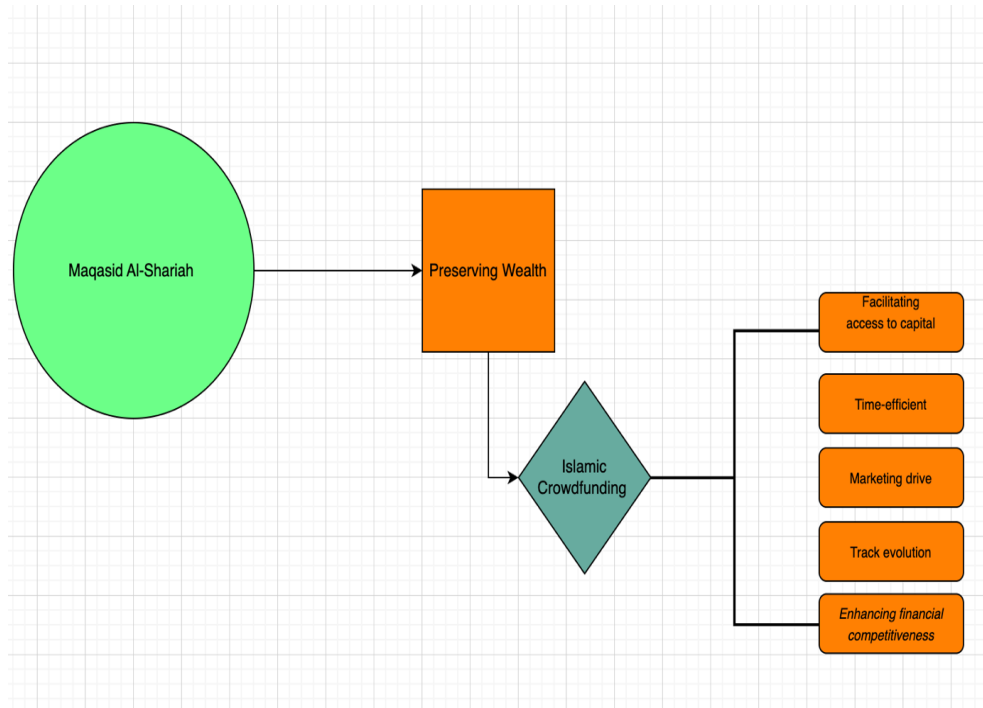 Maqasid Al-Shariah
Preserving Wealth
Islamic
Crowdfunding
Facilitating
access to capital
Time-efficient
Marketing drive
Track evolution
Enhancing financial
competitiveness